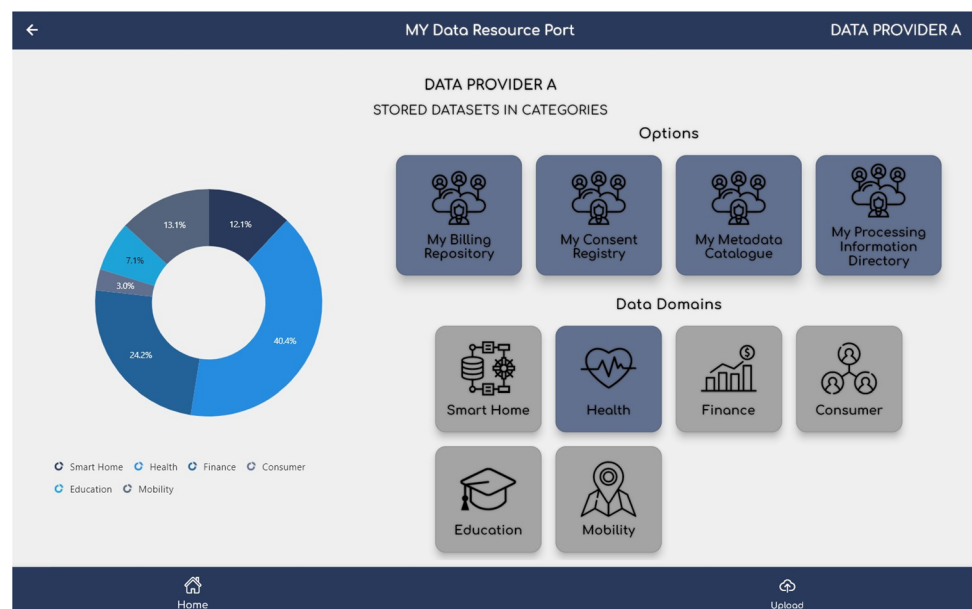 MY Data Resource Port
DATA PROVIDER A
DATA PROVIDER A
STORED DATASETS IN CATEGORIES
Options
My Billing
Repository
My Consent
Registry
My Metadata
Catalogue
My Processing
Information
Directory
13.1%
12.1%
7.1%
3.0%
40.4%
24.2%
Data Domains
$
Smart Home
Health
Finance
Consumer
Smart Home Health Finance Consumer
Education Mobility
Education
Mobility
Home
Upload